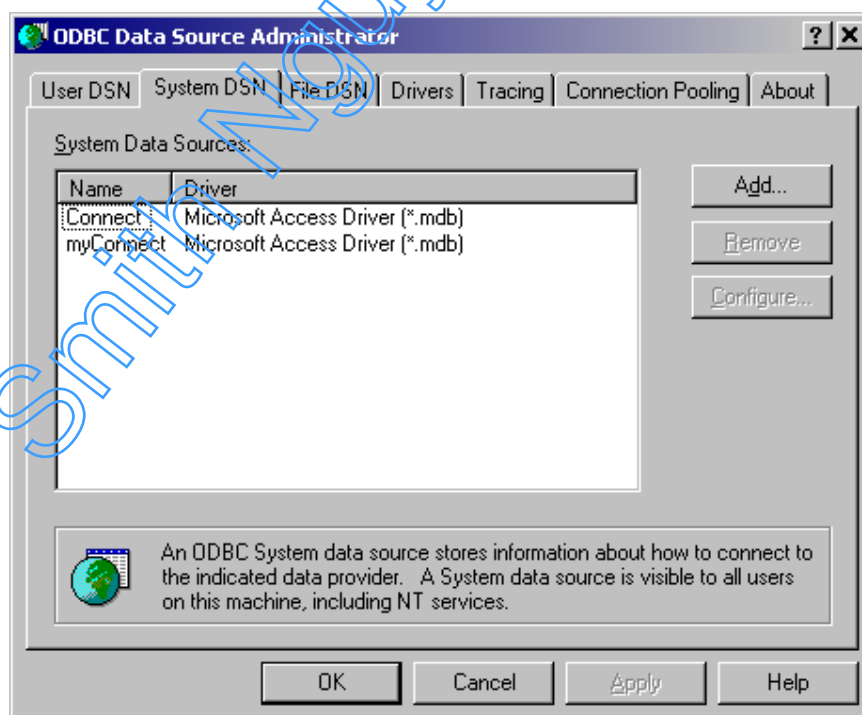 ODBC Data Source Administrator
User DSN System DSN File DSN Drivers Tracing Connection Pooling About
System Data Sources:
Name Driver
Connect Microsoft Access Driver (*.mdb)
myConnect Microsoft Access Driver (*.mdb)
Add...
Remove
Configure...
An ODBC System data source stores information about how to connect to
the indicated data provider. A System data source is visible to all users
on this machine, including NT services.
OK Cancel Apply Help
Smith Nguy